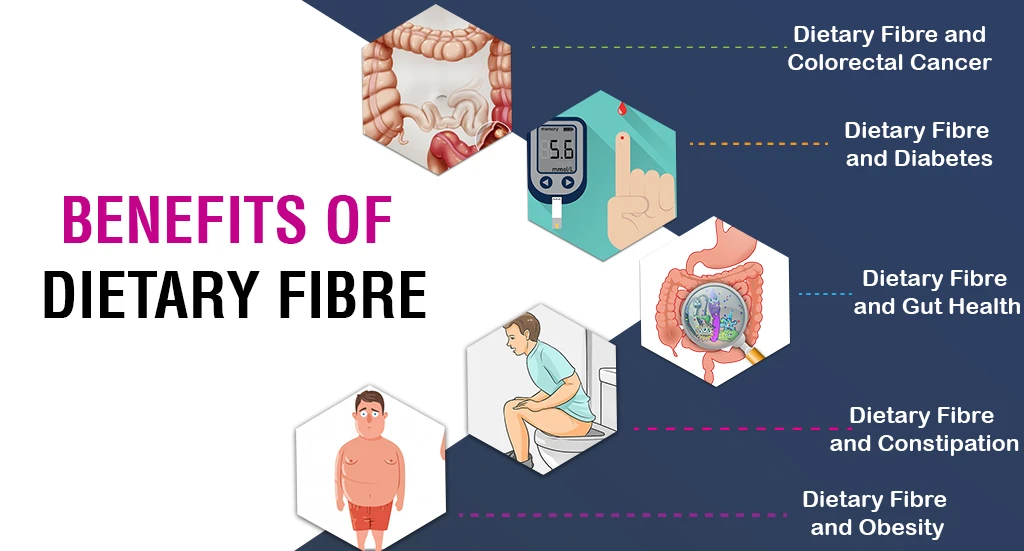 BENEFITS OF
DIETARY FIBRE
Dietary Fibre and
Colorectal Cancer
memory
5.6
mmol/L
Dietary Fibre
and Diabetes
Dietary Fibre
and Gut Health
Dietary Fibre
and Constipation
Dietary Fibre
and Obesity